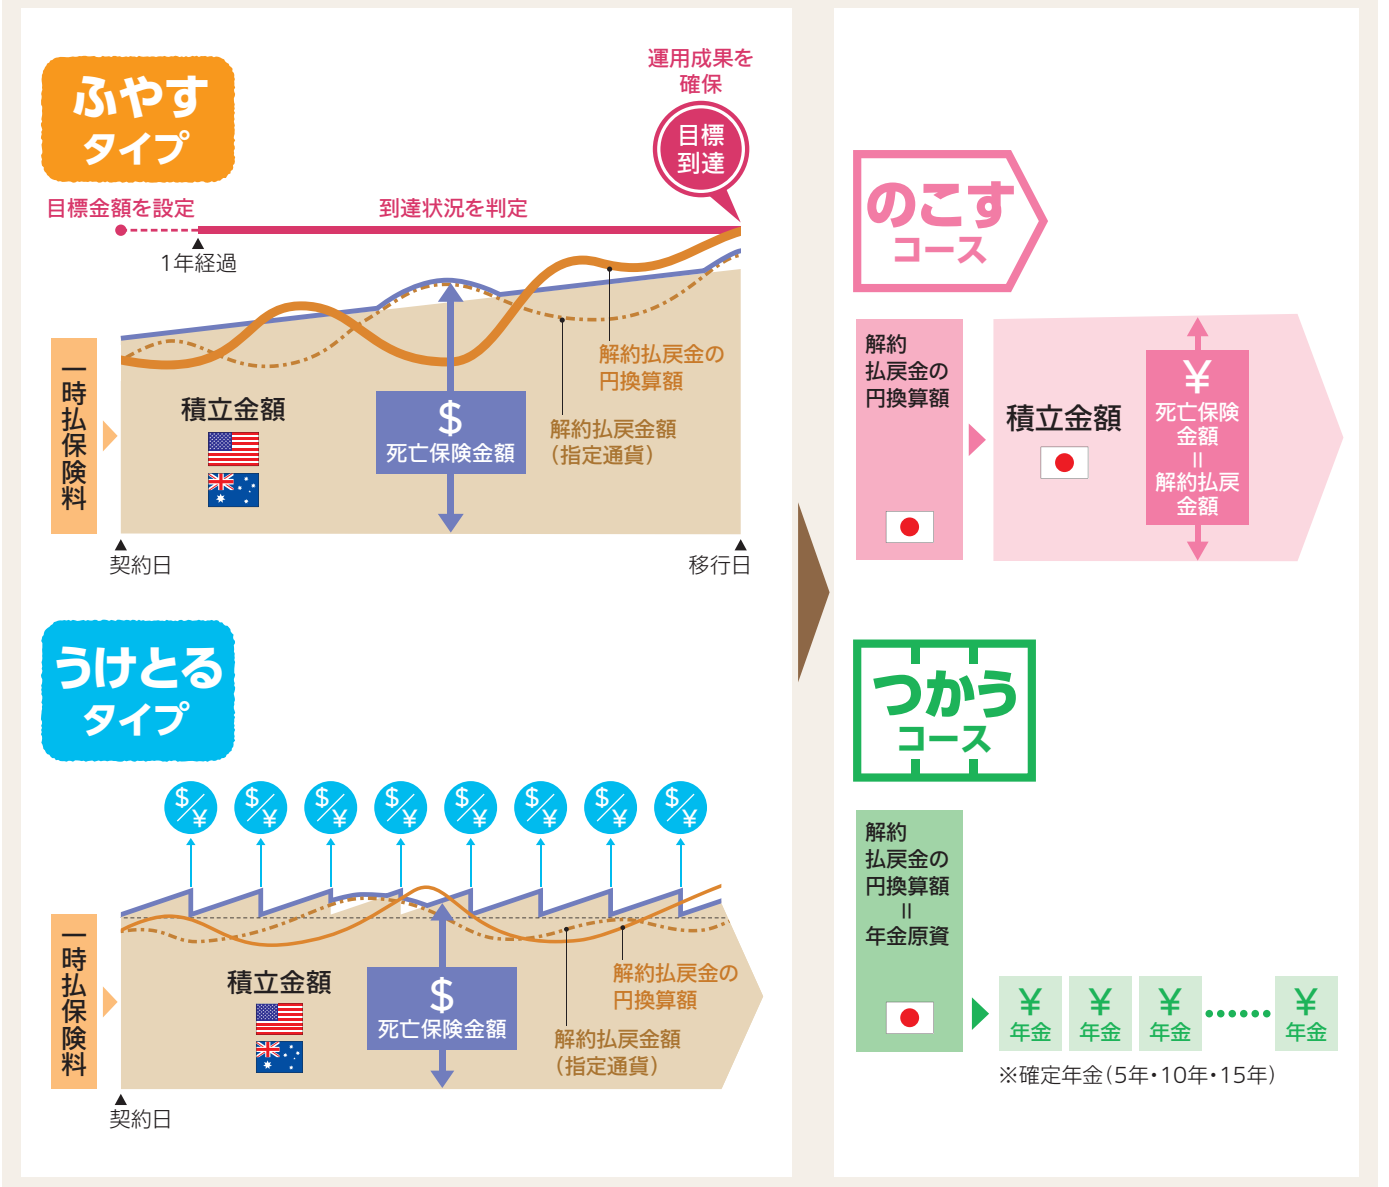 ふやす
タイプ
運用成果を
確保
目標
到達
目標金額を設定
到達状況を判定
1年経過
一時払保険料
積立金額
$
死亡保険金額
解約払戻金の
円換算額
解約払戻金額
(指定通貨)
契約日
移行日
うけとる
タイプ
$/¥
$/¥
$/¥
$/¥
$/¥
$/¥
$/¥
$/¥
一時払保険料
積立金額
$
死亡保険金額
解約払戻金の
円換算額
解約払戻金額
(指定通貨)
契約日
のこす
コース
解約
払戻金の
円換算額
積立金額
¥
死亡保険
金額
=
解約払戻
金額
つかう
コース
解約
払戻金の
円換算額
=
年金原資
¥
年金
¥
年金
¥
年金
¥
年金
※確定年金(5年・10年・15年)